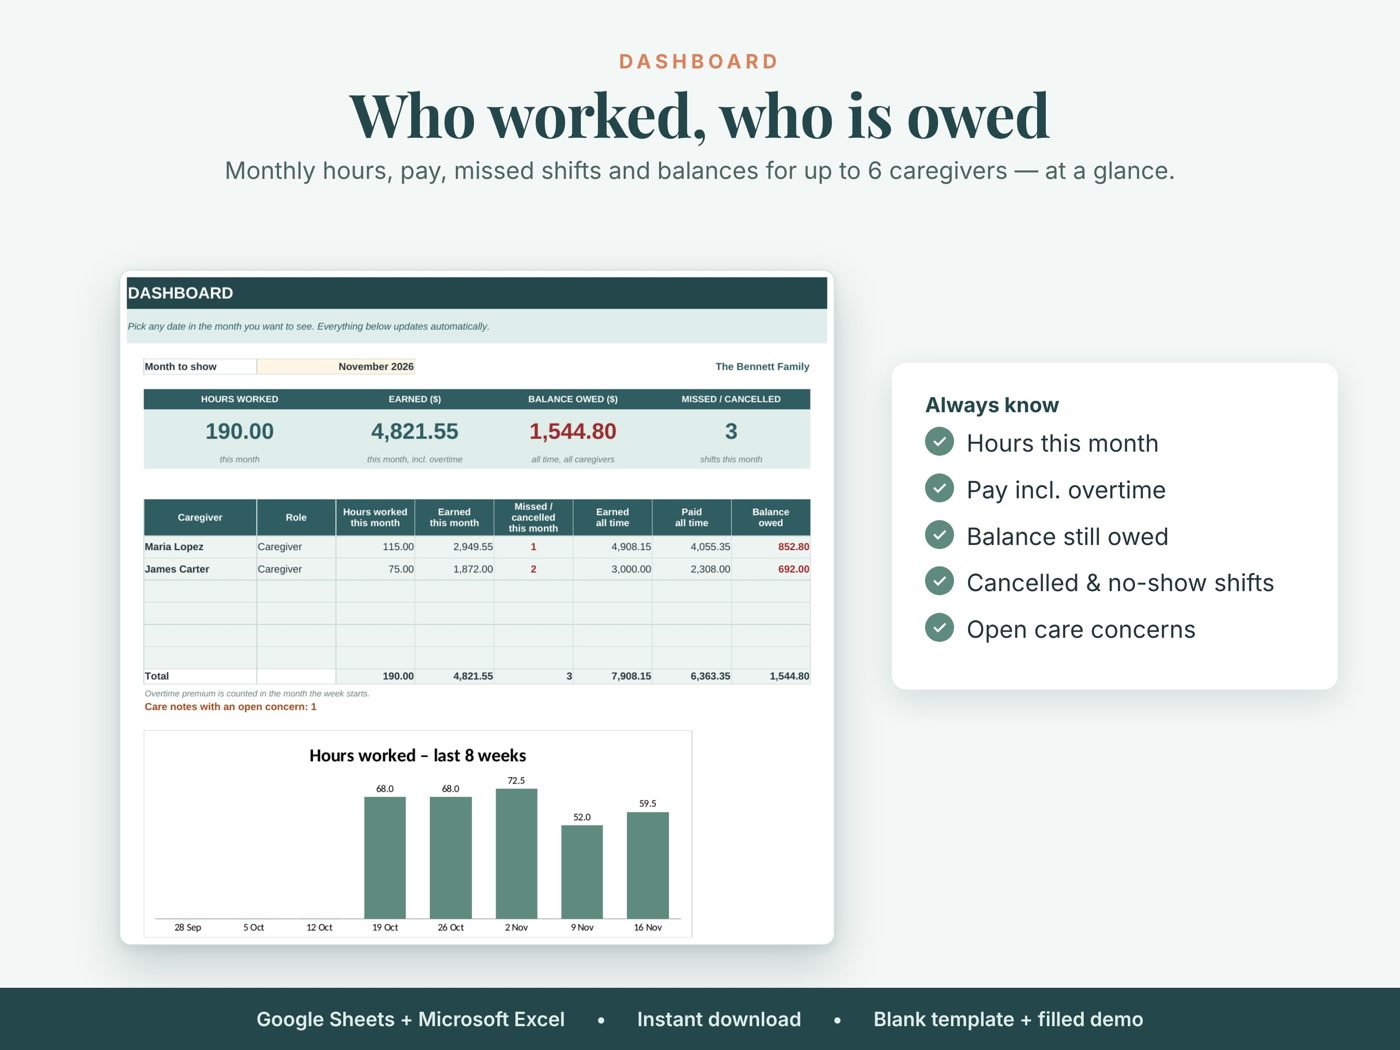 DASHBOARD
Who worked, who is owed
Monthly hours, pay, missed shifts and balances for up to 6 caregivers — at a glance.
DASHBOARD
Pick any date in the month you want to see. Everything below updates automatically.
Month to show November 2026 The Bennett Family
HOURS WORKED EARNED ($) BALANCE OWED ($) MISSED / CANCELLED
190.00 4,821.55 1,544.80 3
this month this month, incl. overtime all time, all caregivers shifts this month
Caregiver Role Hours worked this month Earned this month Missed / cancelled this month Earned all time Paid all time Balance owed
Maria Lopez Caregiver 115.00 2,949.55 1 4,908.15 4,055.35 852.80
James Carter Caregiver 75.00 1,872.00 2 3,000.00 2,308.00 692.00
Total 190.00 4,821.55 3 7,908.15 6,363.35 1,544.80
Overtime premium is counted in the month the week starts.
Care notes with an open concern: 1
Hours worked – last 8 weeks
68.0 68.0 72.5 52.0 59.5
28 Sep 5 Oct 12 Oct 19 Oct 26 Oct 2 Nov 9 Nov 16 Nov
Always know
Hours this month
Pay incl. overtime
Balance still owed
Cancelled & no-show shifts
Open care concerns
Google Sheets + Microsoft Excel • Instant download • Blank template + filled demo